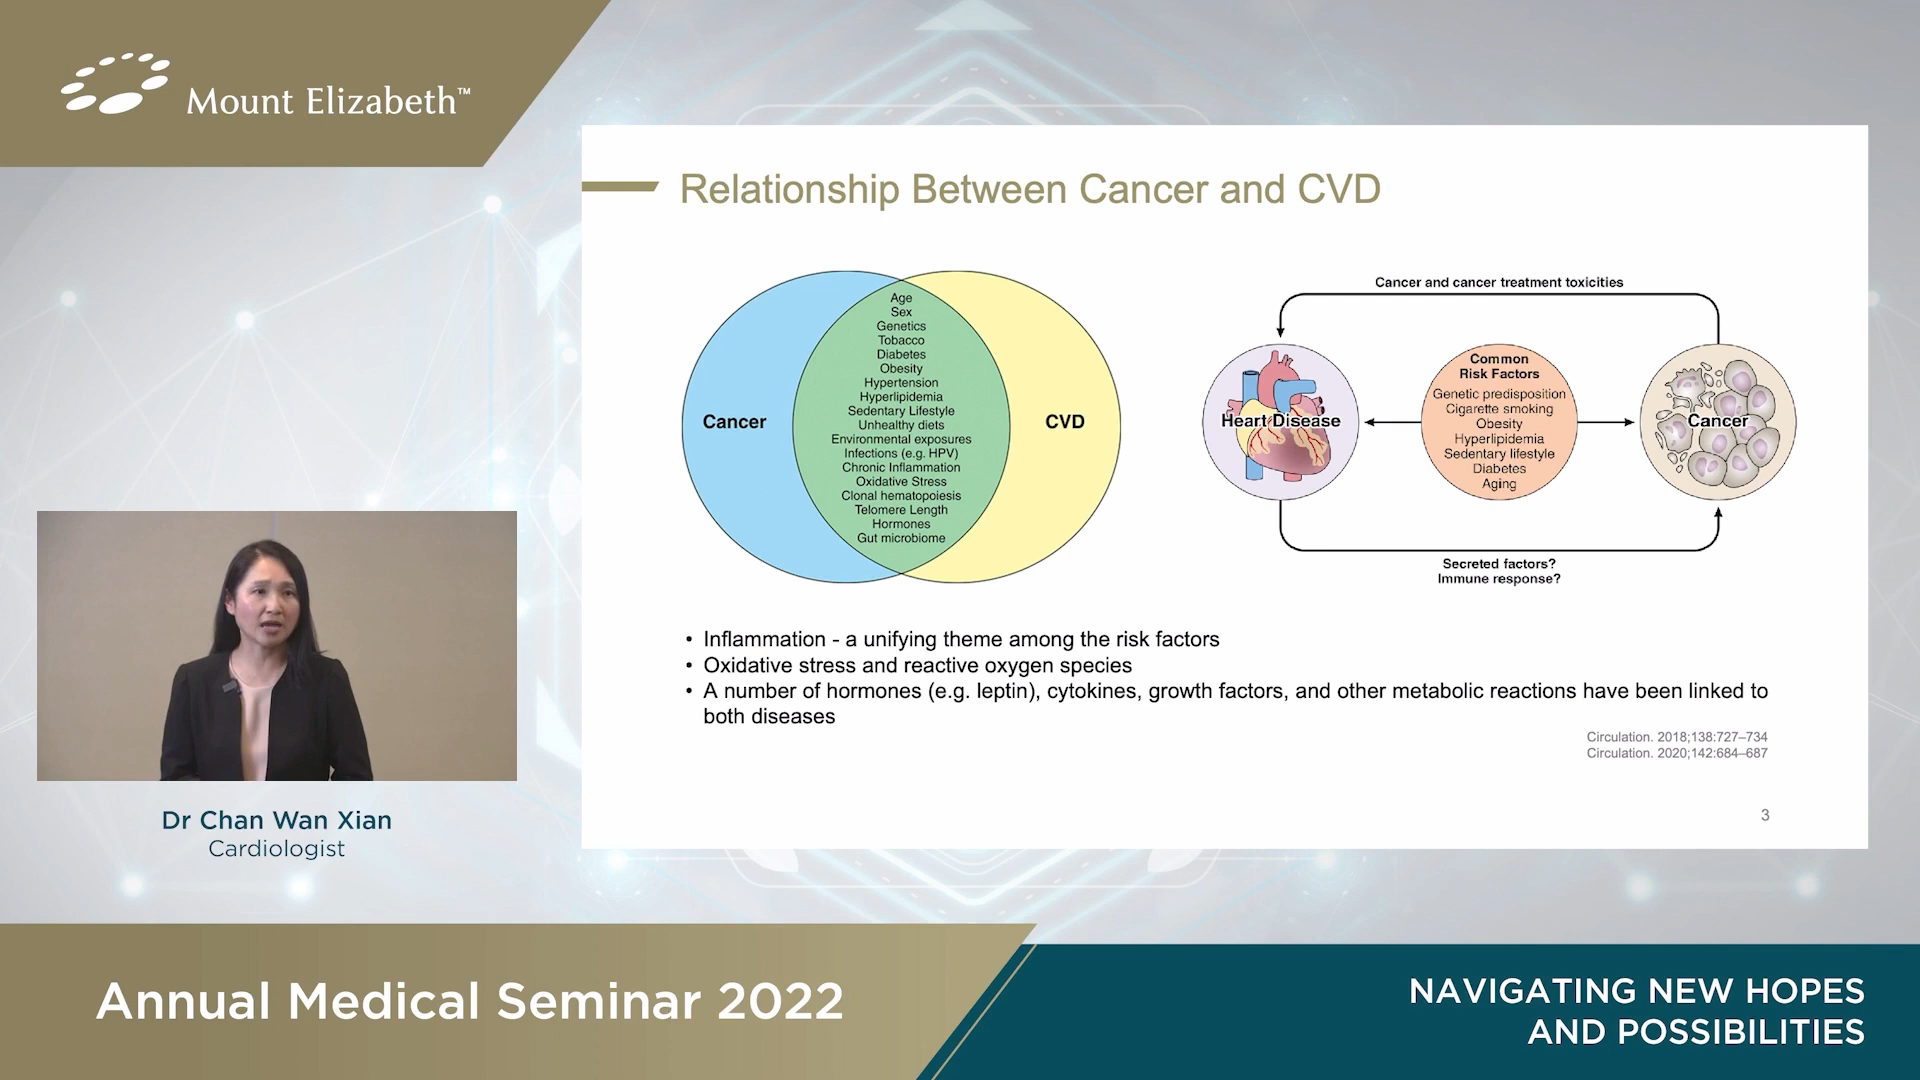 Mount Elizabeth™
Relationship Between Cancer and CVD
Cancer
Age
Sex
Genetics
Tobacco
Diabetes
Obesity
Hypertension
Hyperlipidemia
Sedentary Lifestyle
Unhealthy diets
Environmental exposures
Infections (e.g. HPV)
Chronic Inflammation
Oxidative Stress
Clonal hematopoiesis
Telomere Length
Hormones
Gut microbiome
CVD
Cancer and cancer treatment toxicities
Heart Disease
Common
Risk Factors
Genetic predisposition
Cigarette smoking
Obesity
Hyperlipidemia
Sedentary lifestyle
Diabetes
Aging
Cancer
Secreted factors?
Immune response?
• Inflammation - a unifying theme among the risk factors
• Oxidative stress and reactive oxygen species
• A number of hormones (e.g. leptin), cytokines, growth factors, and other metabolic reactions have been linked to
both diseases
Circulation. 2018;138:727–734
Circulation. 2020;142:684–687
3
Dr Chan Wan Xian
Cardiologist
Annual Medical Seminar 2022
NAVIGATING NEW HOPES
AND POSSIBILITIES